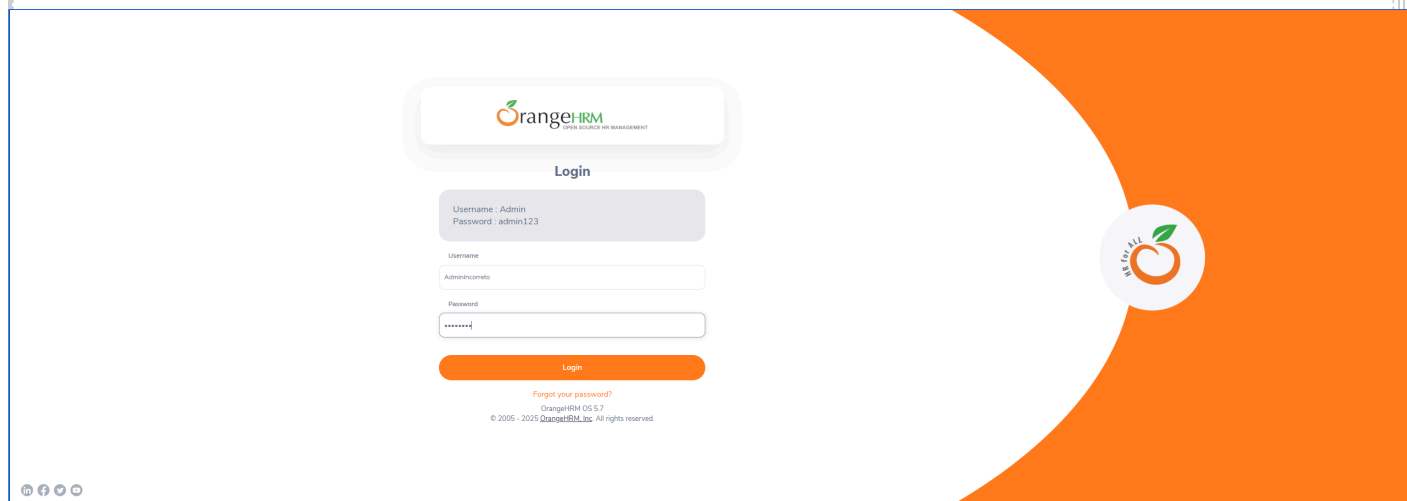 OrangeHRM
OPEN SOURCE HR MANAGEMENT
Login
Username : Admin
Password : admin123
Username
AdminIncorreto
Password
••••••••
Login
Forgot your password?
OrangeHRM OS 5.7
© 2005 - 2025 OrangeHRM, Inc. All rights reserved.
HR for ALL